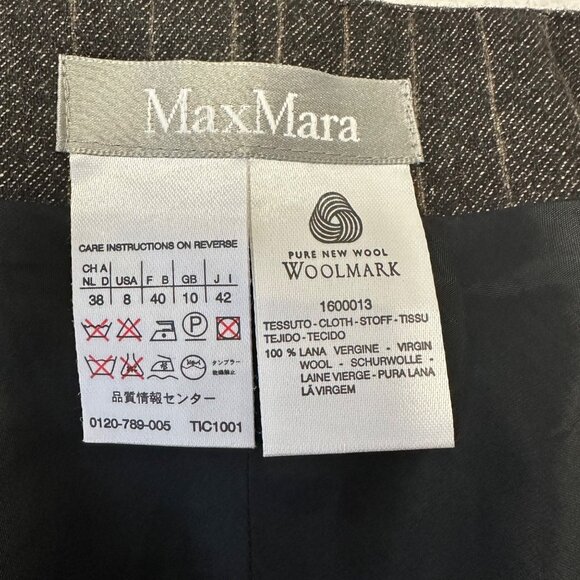 MaxMara
CARE INSTRUCTIONS ON REVERSE
CH A NL D USA F B GB J I
38 8 40 10 42
P
タンブラー
乾燥禁止
品質情報センター
0120-789-005 TIC1001
PURE NEW WOOL
WOOLMARK
1600013
TESSUTO - CLOTH - STOFF - TISSU
TEJIDO - TECIDO
100 % LANA VERGINE - VIRGIN
WOOL - SCHURWOLLE -
LAINE VIERGE - PURA LANA
LÃ VIRGEM